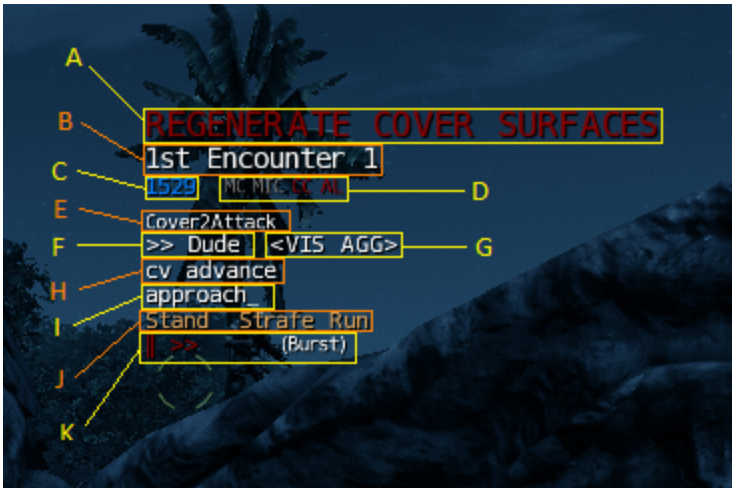 A
REGENERATE COVER SURFACES
B
1st Encounter 1
C
1529 MC MIC CC AL
D
E
Cover2Attack
F
>> Dude <VIS AGG>
G
H
cv advance
I
approach_
J
Stand Strafe Run
K
|| >> (Burst)